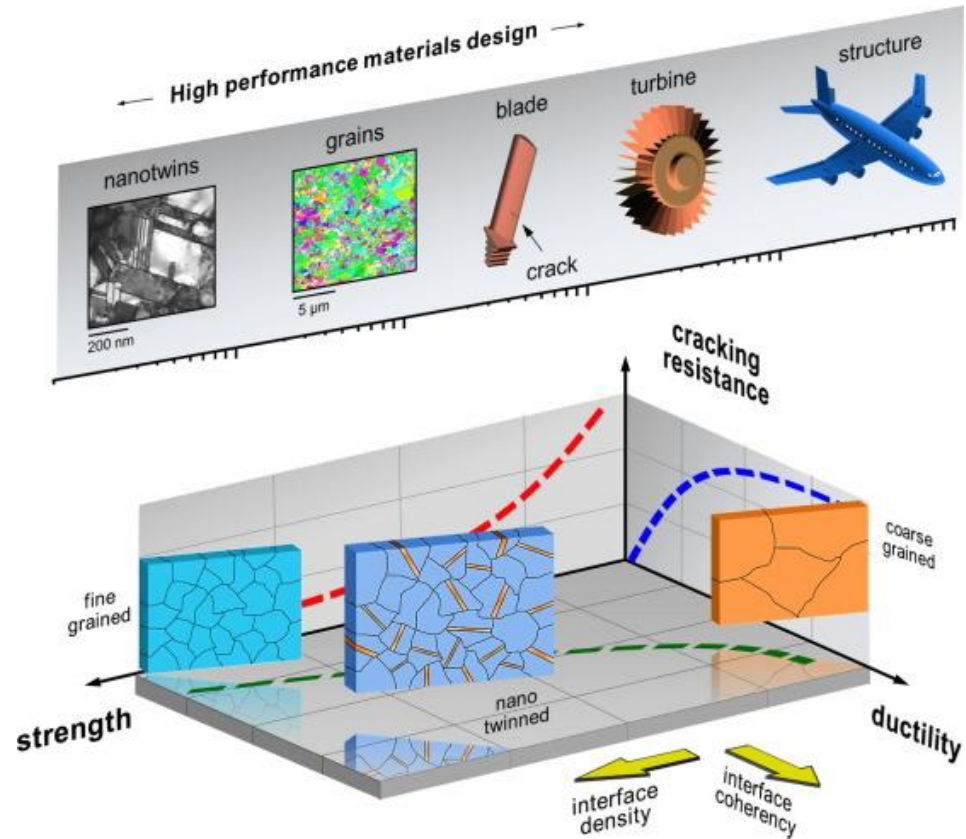 High performance materials design
nanotwins
grains
blade
turbine
structure
crack
200 nm
5 µm
cracking
resistance
fine
grained
coarse
grained
nano
twinned
strength
ductility
interface
density
interface
coherency